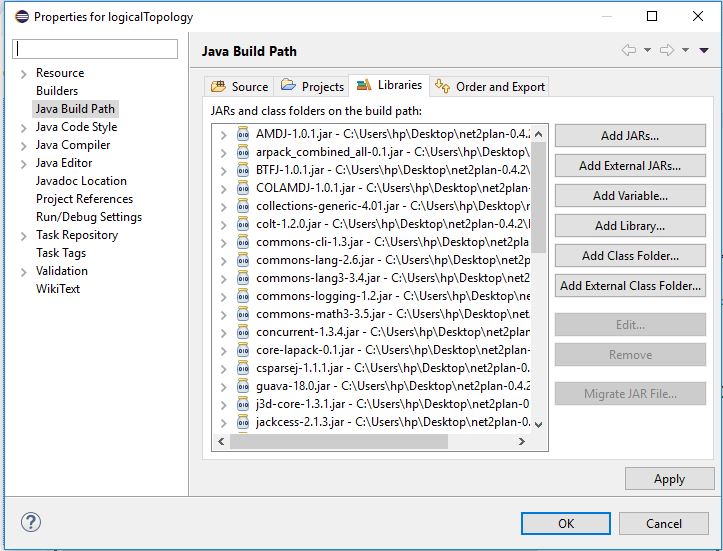 Properties for logicalTopology
Resource
Builders
Java Build Path
Java Code Style
Java Compiler
Java Editor
Javadoc Location
Project References
Run/Debug Settings
Task Repository
Task Tags
Validation
WikiText
Java Build Path
Source Projects Libraries Order and Export
JARs and class folders on the build path:
AMDJ-1.0.1.jar - C:\Users\hp\Desktop\net2plan-0.4.2
arpack_combined_all-0.1.jar - C:\Users\hp\Desktop\
BTFJ-1.0.1.jar - C:\Users\hp\Desktop\net2plan-0.4.2\
COLAMDJ-1.0.1.jar - C:\Users\hp\Desktop\net2plan-
collections-generic-4.01.jar - C:\Users\hp\Desktop\r
colt-1.2.0.jar - C:\Users\hp\Desktop\net2plan-0.4.2\l
commons-cli-1.3.jar - C:\Users\hp\Desktop\net2plan
commons-lang-2.6.jar - C:\Users\hp\Desktop\net2pl
commons-lang3-3.4.jar - C:\Users\hp\Desktop\net2
commons-logging-1.2.jar - C:\Users\hp\Desktop\net
commons-math3-3.5.jar - C:\Users\hp\Desktop\net2
concurrent-1.3.4.jar - C:\Users\hp\Desktop\net2plan
core-lapack-0.1.jar - C:\Users\hp\Desktop\net2plan-
csparsej-1.1.1.jar - C:\Users\hp\Desktop\net2plan-0.
guava-18.0.jar - C:\Users\hp\Desktop\net2plan-0.4.2
j3d-core-1.3.1.jar - C:\Users\hp\Desktop\net2plan-0
jackcess-2.1.3.jar - C:\Users\hp\Desktop\net2plan-0.
Add JARs...
Add External JARs...
Add Variable...
Add Library...
Add Class Folder...
Add External Class Folder...
Edit...
Remove
Migrate JAR File...
Apply
OK Cancel